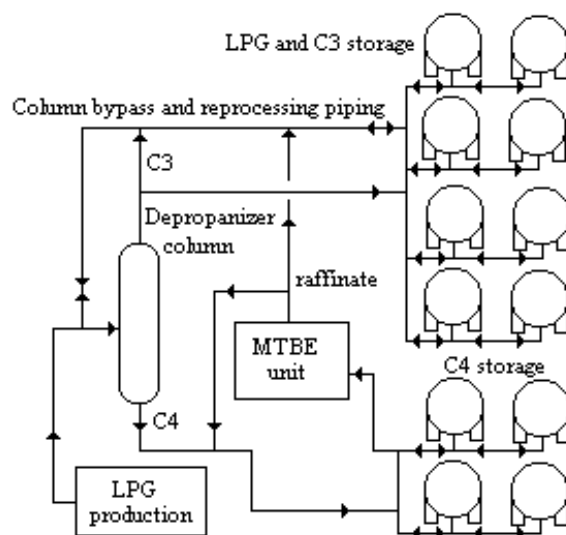 LPG and C3 storage
Column bypass and reprocessing piping
C3
Depropanizer
column
raffinate
MTBE
unit
C4 storage
C4
LPG
production